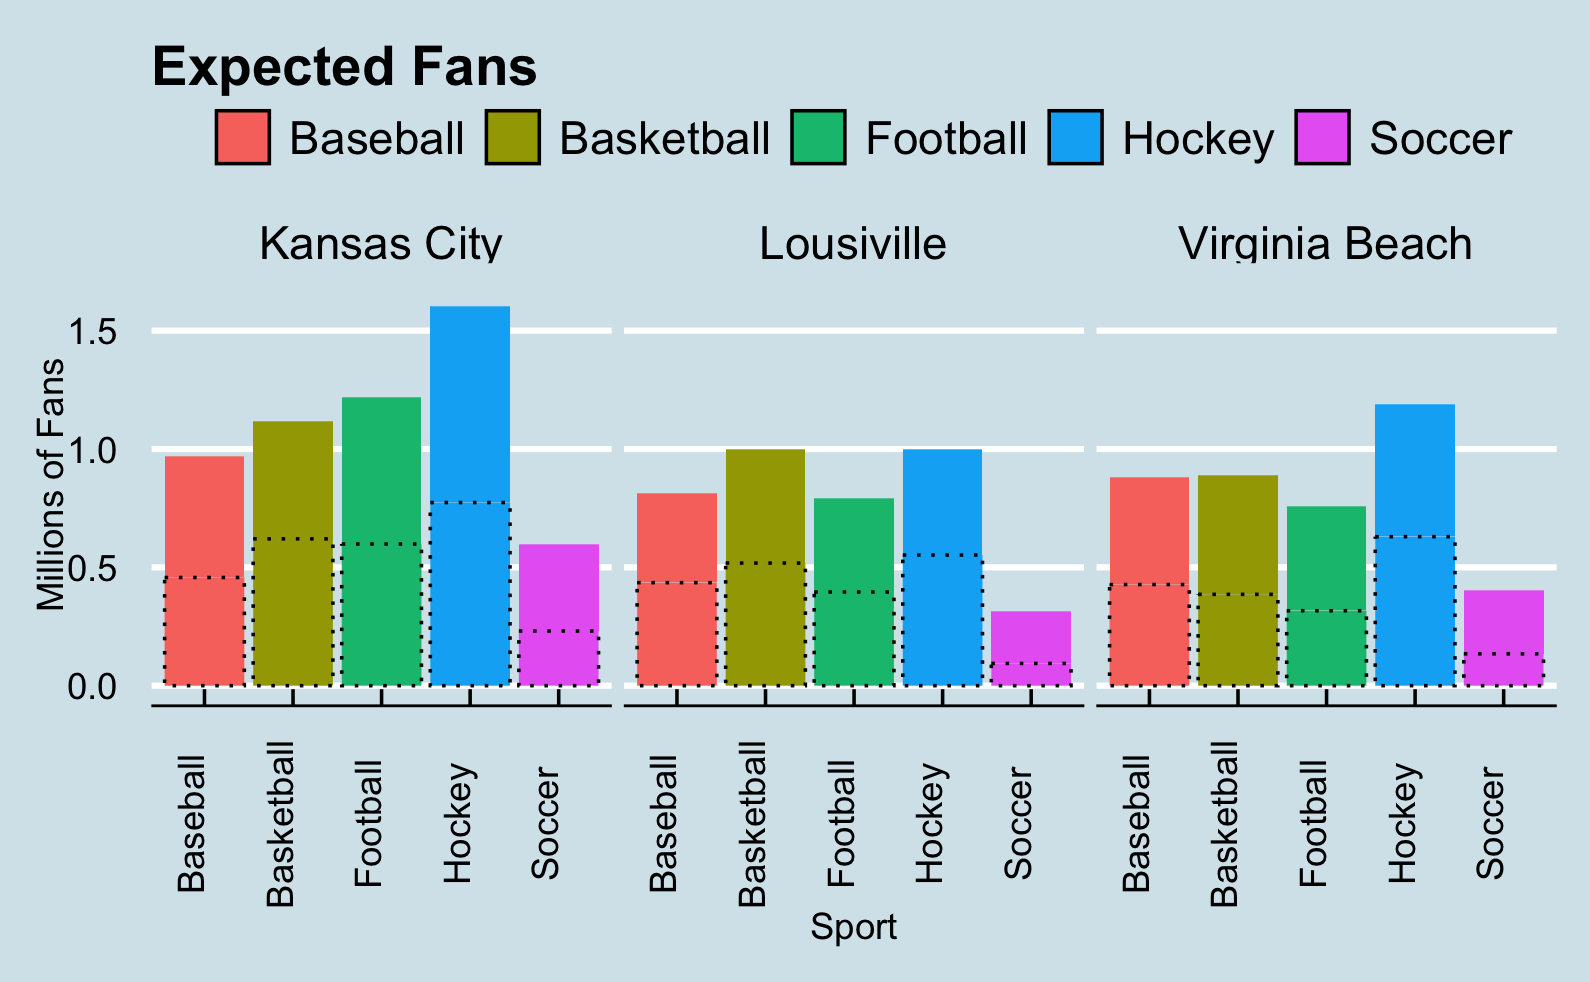 Expected Fans
Baseball Basketball Football Hockey Soccer
Kansas City Lousiville Virginia Beach
Millions of Fans
1.5
1.0
0.5
0.0
Baseball Basketball Football Hockey Soccer Baseball Basketball Football Hockey Soccer Baseball Basketball Football Hockey Soccer
Sport